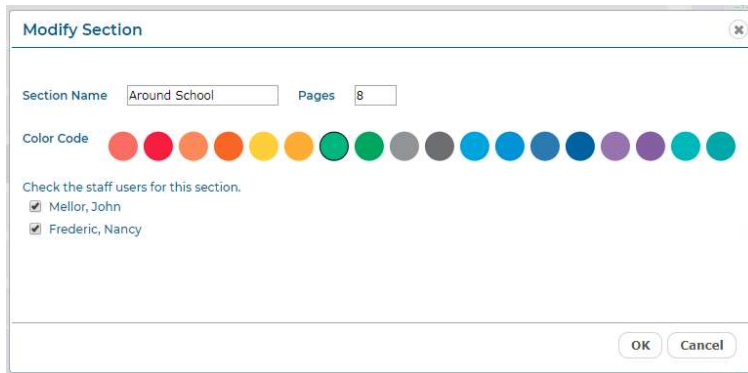 Modify Section
Section Name Around School Pages 8
Color Code
Check the staff users for this section.
Mellor, John
Frederic, Nancy
OK Cancel